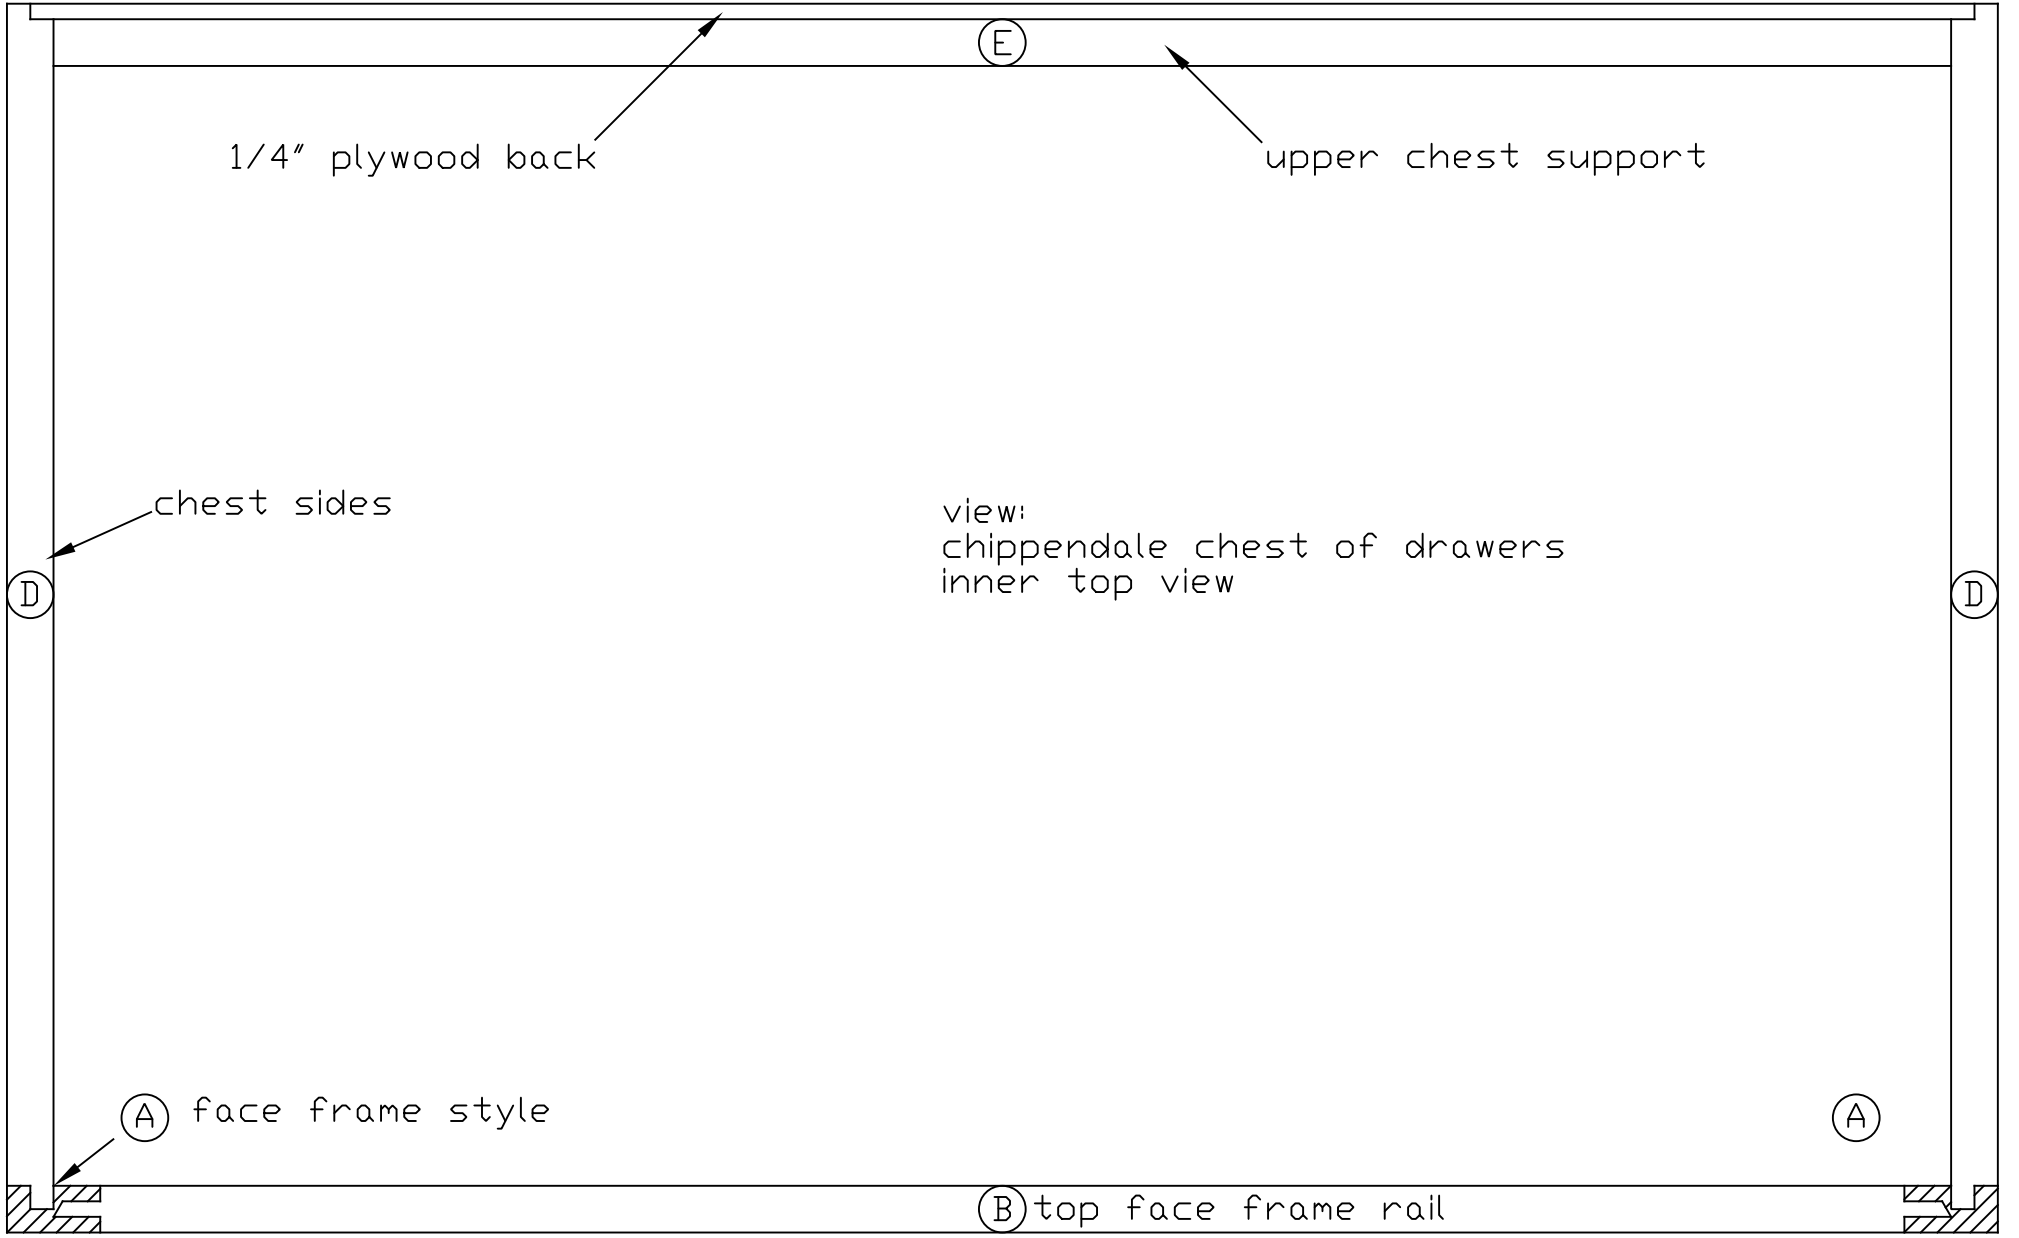 E
1/4" plywood back
upper chest support
chest sides
view:
chippendale chest of drawers
inner top view
D
D
A face frame style
A
B top face frame rail